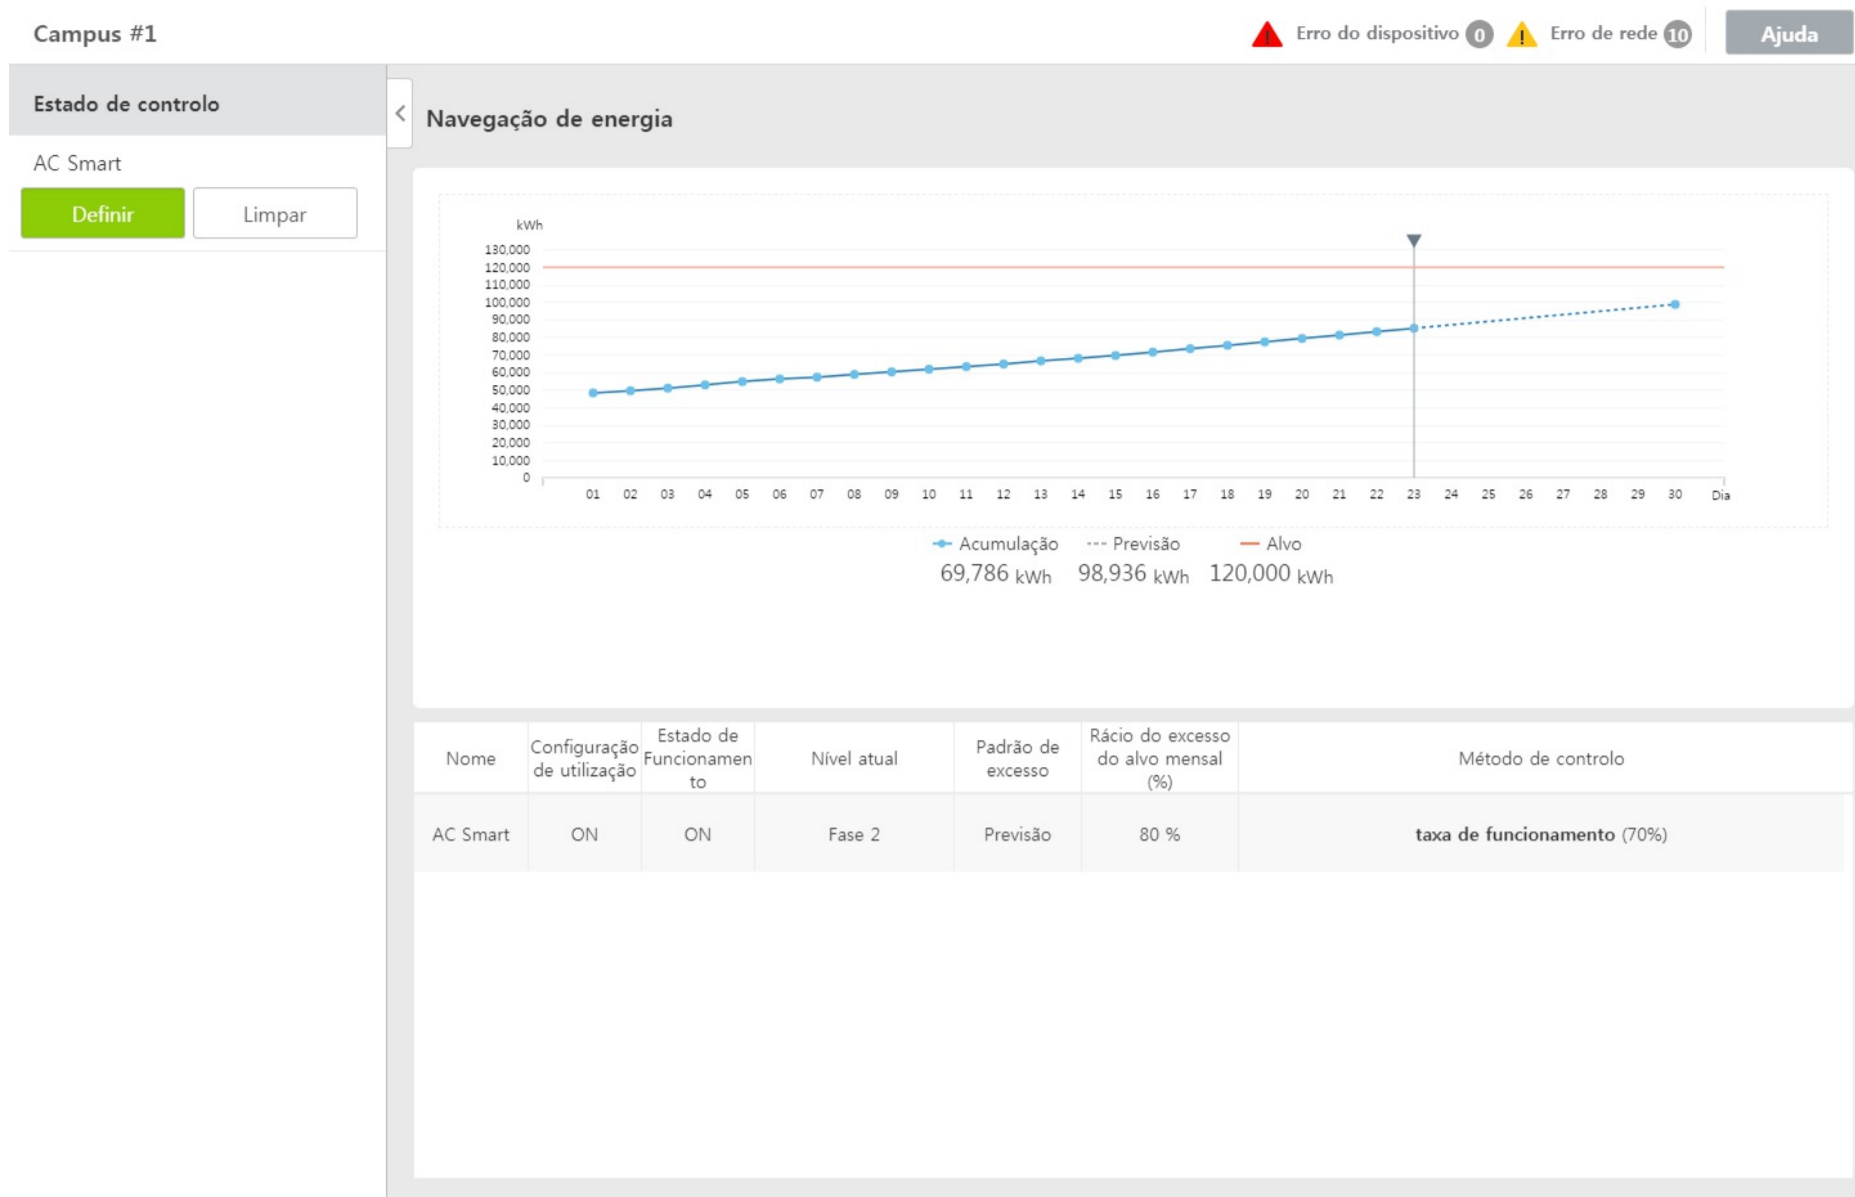 Campus #1
Erro do dispositivo 0
Erro de rede 10
Ajuda
Estado de controlo
AC Smart
Definir
Limpar
<
Navegação de energia
kWh
130,000
120,000
110,000
100,000
90,000
80,000
70,000
60,000
50,000
40,000
30,000
20,000
10,000
0
01 02 03 04 05 06 07 08 09 10 11 12 13 14 15 16 17 18 19 20 21 22 23 24 25 26 27 28 29 30 Dia
Acumulação Previsão Alvo
69,786 kWh 98,936 kWh 120,000 kWh
Nome
Configuração
de utilização
Estado de
Funcionamen
to
Nível atual
Padrão de
excesso
Rácio do excesso
do alvo mensal
(%)
Método de controlo
AC Smart ON ON Fase 2 Previsão 80 % taxa de funcionamento (70%)